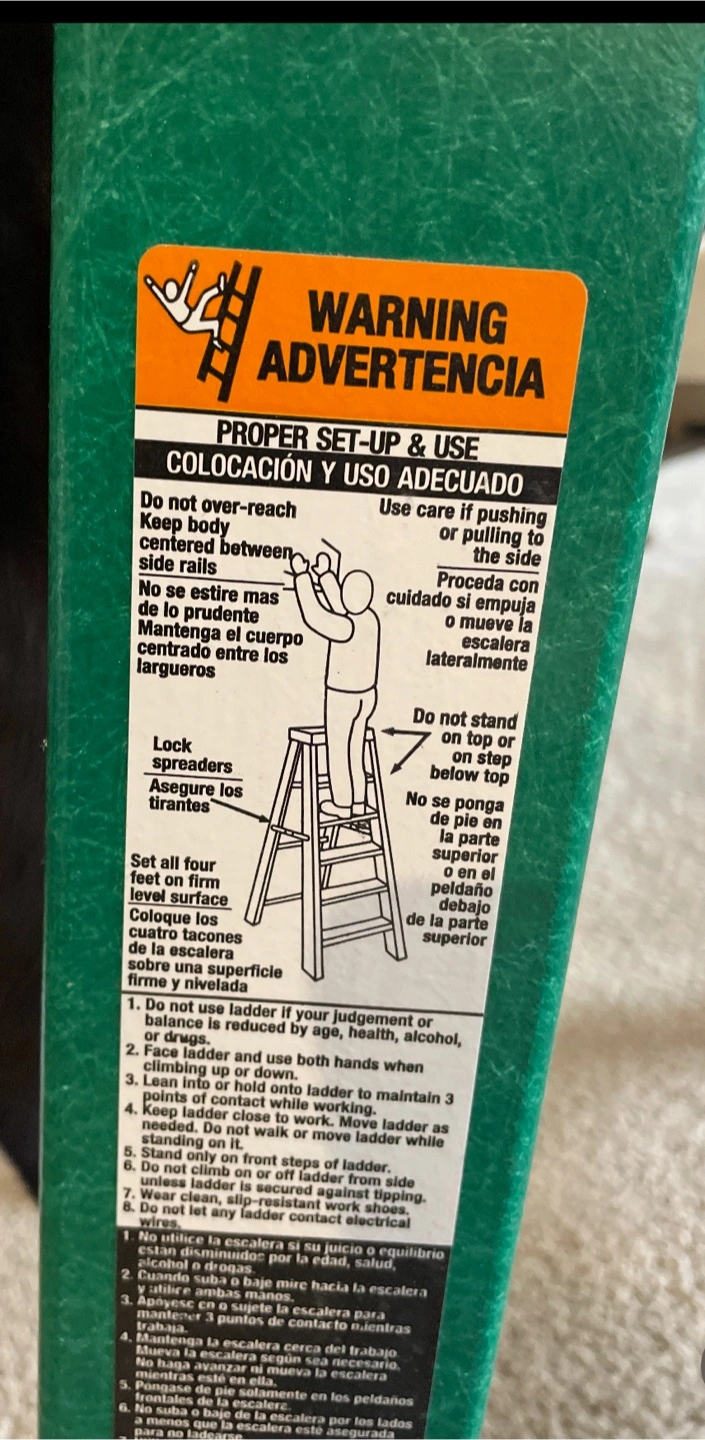 WARNING
ADVERTENCIA
PROPER SET-UP & USE
COLOCACIÓN Y USO ADECUADO
Do not over-reach
Keep body
centered between
side rails
No se estire mas
de lo prudente
Mantenga el cuerpo
centrado entre los
largueros
Use care if pushing
or pulling to
the side
Proceda con
cuidado si empuja
o mueve la
escalera
lateralmente
Lock
spreaders
Asegure los
tirantes
Do not stand
on top or
on step
below top
No se ponga
de pie en
la parte
superior
o en el
peldaño
debajo
de la parte
superior
Set all four
feet on firm
level surface
Coloque los
cuatro tacones
de la escalera
sobre una superficie
firme y nivelada
1. Do not use ladder if your judgement or
balance is reduced by age, health, alcohol,
or drugs.
2. Face ladder and use both hands when
climbing up or down.
3. Lean into or hold onto ladder to maintain 3
points of contact while working.
4. Keep ladder close to work. Move ladder as
needed. Do not walk or move ladder while
standing on it.
5. Stand only on front steps of ladder.
6. Do not climb on or off ladder from side
unless ladder is secured against tipping.
7. Wear clean, slip-resistant work shoes.
8. Do not let any ladder contact electrical
wires.
1. No utilice la escalera si su juicio o equilibrio
están disminuidos por la edad, salud,
alcohol o drogas.
2. Cuando suba o baje mire hacia la escalera
y utilice ambas manos.
3. Apóyese en o sujete la escalera para
mantener 3 puntos de contacto mientras
trabaja.
4. Mantenga la escalera cerca del trabajo
Mueva la escalera según sea necesario.
No haga avanzar ni mueva la escalera
mientras esté en ella.
5. Póngase de pie solamente en los peldaños
frontales de la escalera.
6. No suba o baje de la escalera por los lados
a menos que la escalera esté asegurada
para no ladearse